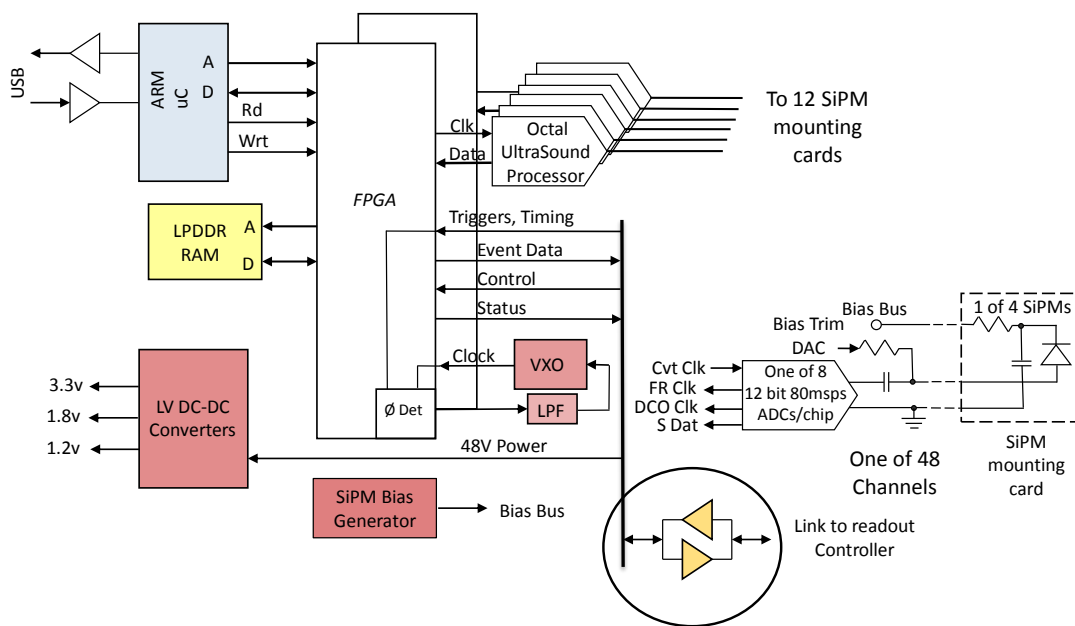 USB
ARM
uC
A
D
Rd
Wrt
FPGA
Clk
Data
Octal
UltraSound
Processor
To 12 SiPM
mounting
cards
LPDDR
RAM
A
D
Triggers, Timing
Event Data
Control
Status
Clock
VXO
LPF
Ø Det
48V Power
LV DC-DC
Converters
3.3v
1.8v
1.2v
SiPM Bias
Generator
Bias Bus
Bias Bus
Bias Trim
DAC
1 of 4 SiPMs
Cvt Clk
FR Clk
DCO Clk
S Dat
One of 8
12 bit 80msps
ADCs/chip
One of 48
Channels
SiPM
mounting
card
Link to readout
Controller